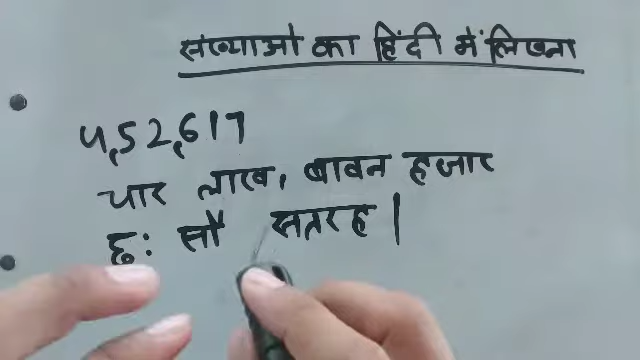 संख्याओ का हिंदी में लिखना
4,52,617
चार लाख, बावन हजार
छ: सौ सतरह |